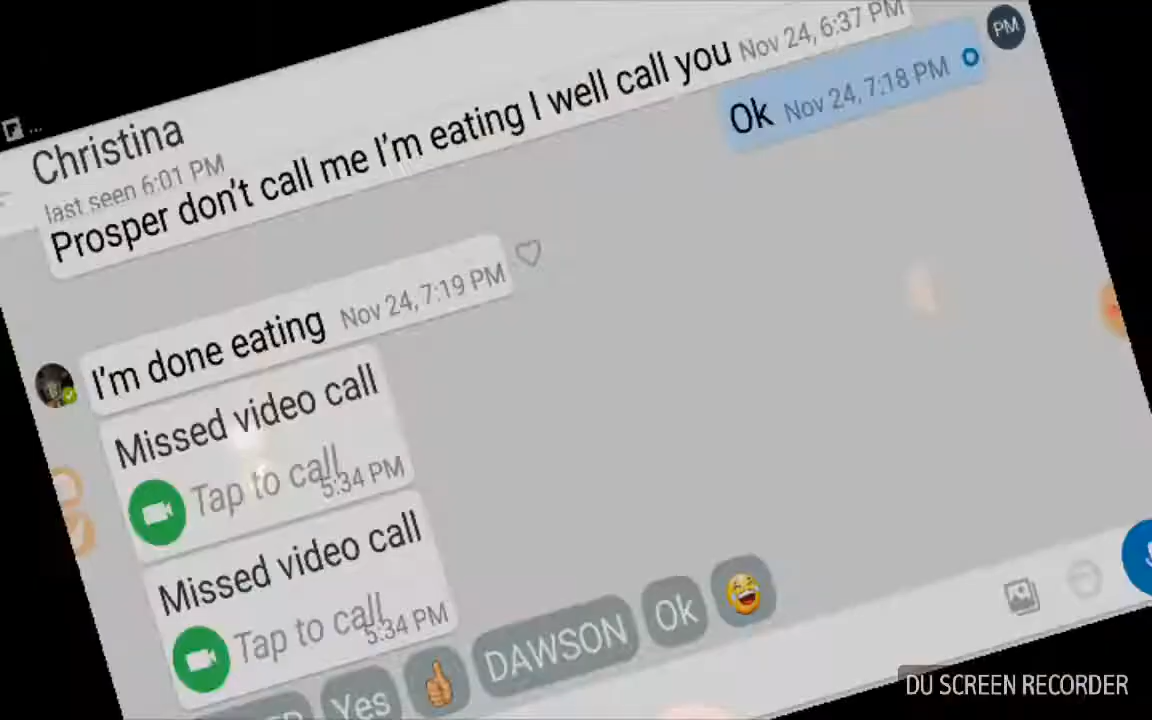 Christina
last seen 6:01 PM
Prosper don't call me I'm eating I well call you Nov 24, 6:37 PM
PM
Ok Nov 24, 7:18 PM
I'm done eating Nov 24, 7:19 PM
Missed video call
Tap to call
5:34 PM
Missed video call
Tap to call
5:34 PM
Yes
DAWSON
Ok
DU SCREEN RECORDER